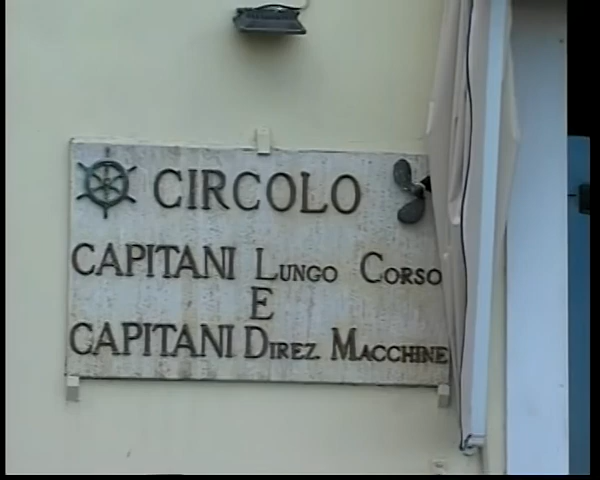 CIRCOLO
CAPITANI LUNGO CORSO
E
CAPITANI DIREZ. MACCHINE